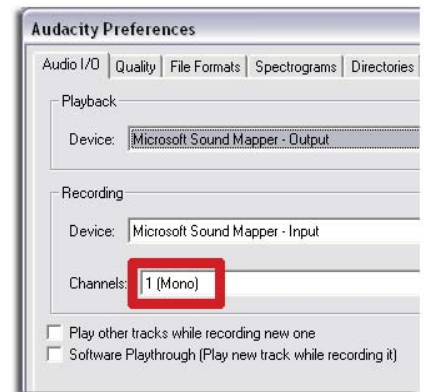 Audacity Preferences
Audio I/O Quality File Formats Spectrograms Directories
Playback
Device: Microsoft Sound Mapper - Output
Recording
Device: Microsoft Sound Mapper - Input
Channels: 1 (Mono)
Play other tracks while recording new one
Software Playthrough (Play new track while recording it)